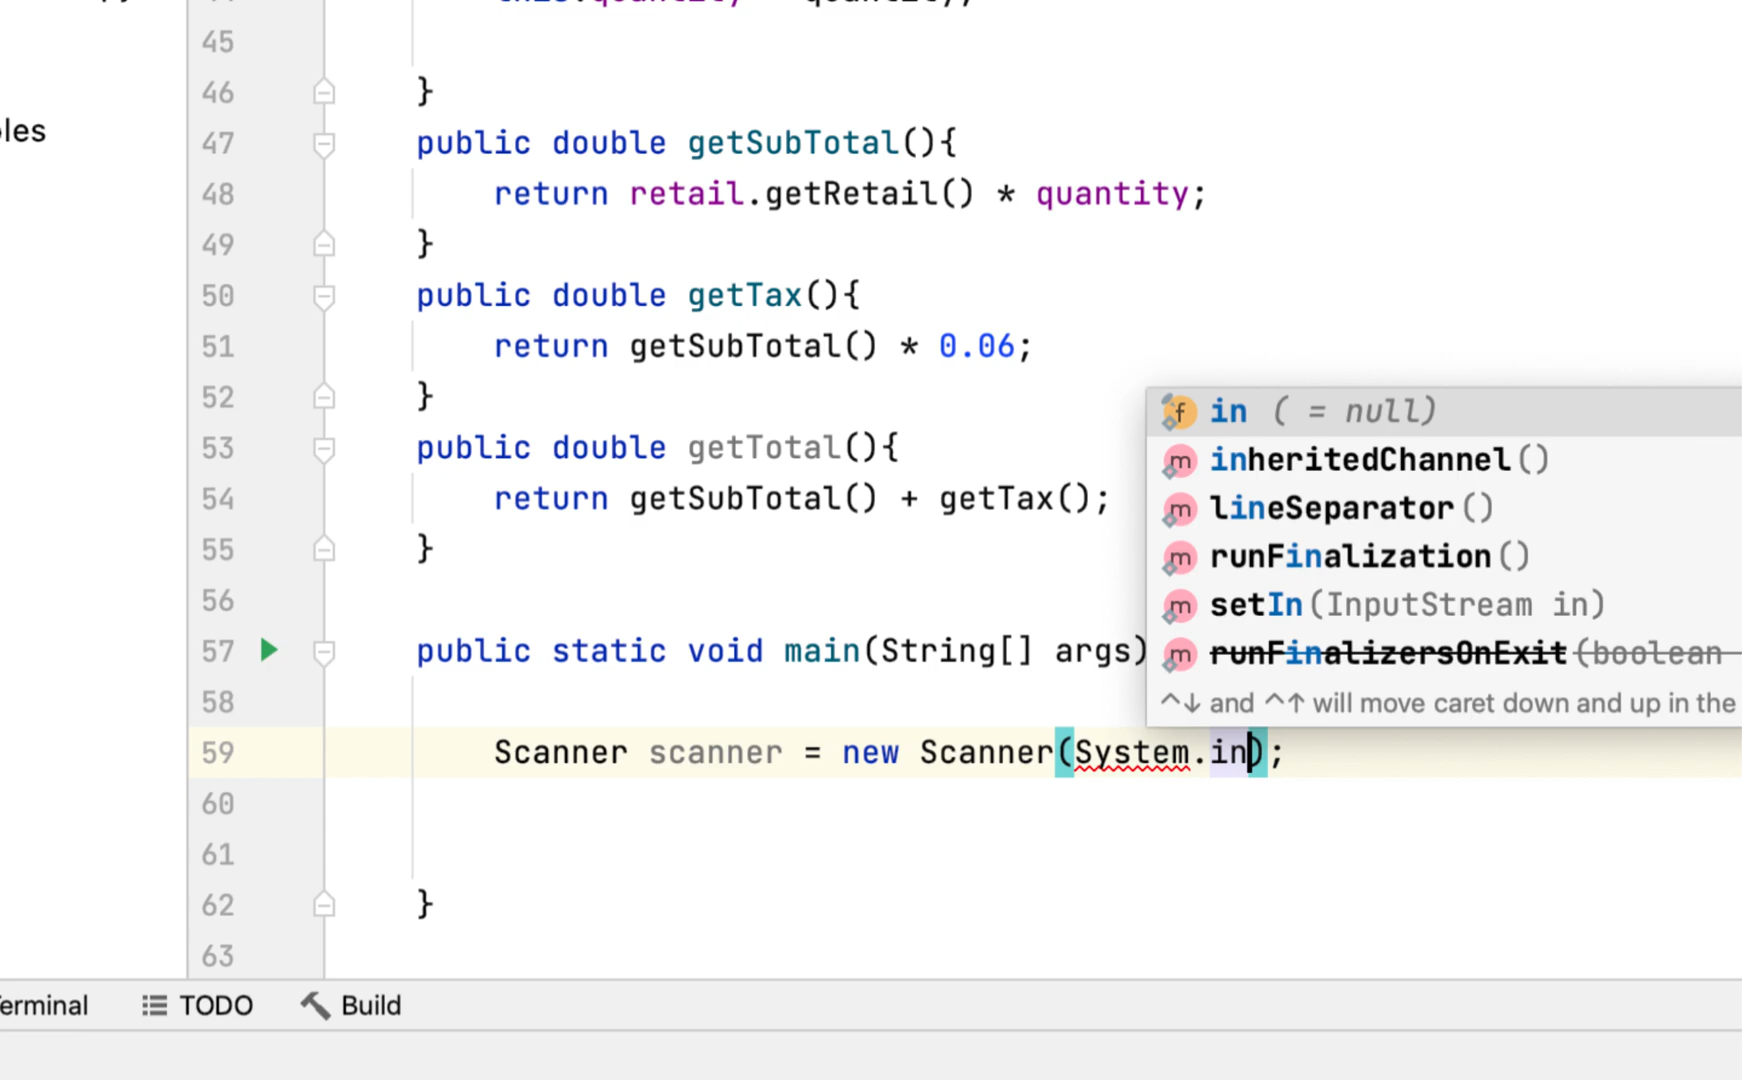 45
46 }
47 public double getSubTotal(){
48 return retail.getRetail() * quantity;
49 }
50 public double getTax(){
51 return getSubTotal() * 0.06;
52 }
53 public double getTotal(){
54 return getSubTotal() + getTax();
55 }
56
57 public static void main(String[] args)
58
59 Scanner scanner = new Scanner(System.in);
60
61
62 }
63
in ( = null)
inheritedChannel()
lineSeparator()
runFinalization()
setIn(InputStream in)
runFinalizersOnExit(boolean
^↓ and ^↑ will move caret down and up in the
les
erminal TODO Build